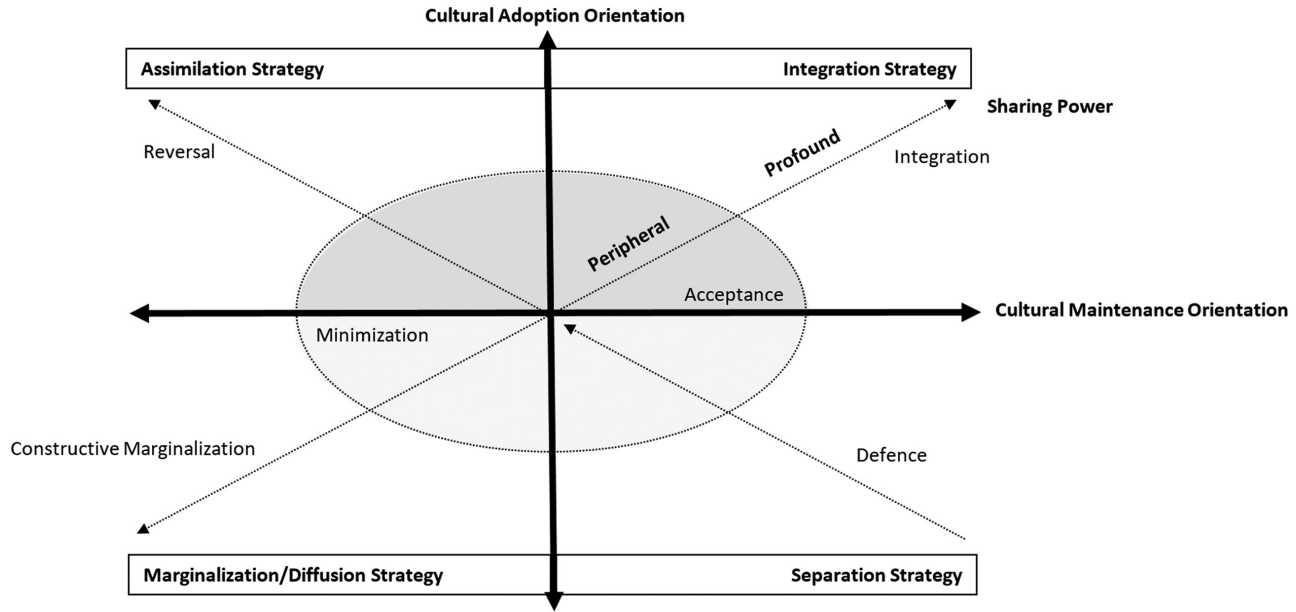 Cultural Adoption Orientation
Assimilation Strategy
Integration Strategy
Sharing Power
Reversal
Profound
Integration
Peripheral
Acceptance
Cultural Maintenance Orientation
Minimization
Constructive Marginalization
Defence
Marginalization/Diffusion Strategy
Separation Strategy